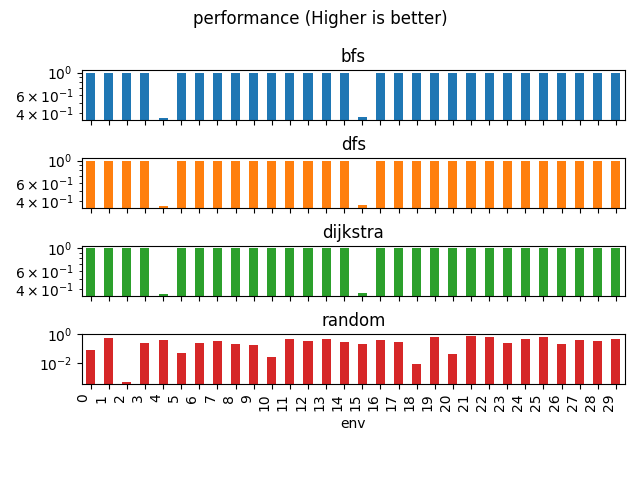 performance (Higher is better)
bfs
10⁰
6 × 10⁻¹
4 × 10⁻¹
dfs
10⁰
6 × 10⁻¹
4 × 10⁻¹
dijkstra
10⁰
6 × 10⁻¹
4 × 10⁻¹
random
10⁰
10⁻²
0 1 2 3 4 5 6 7 8 9 10 11 12 13 14 15 16 17 18 19 20 21 22 23 24 25 26 27 28 29
env